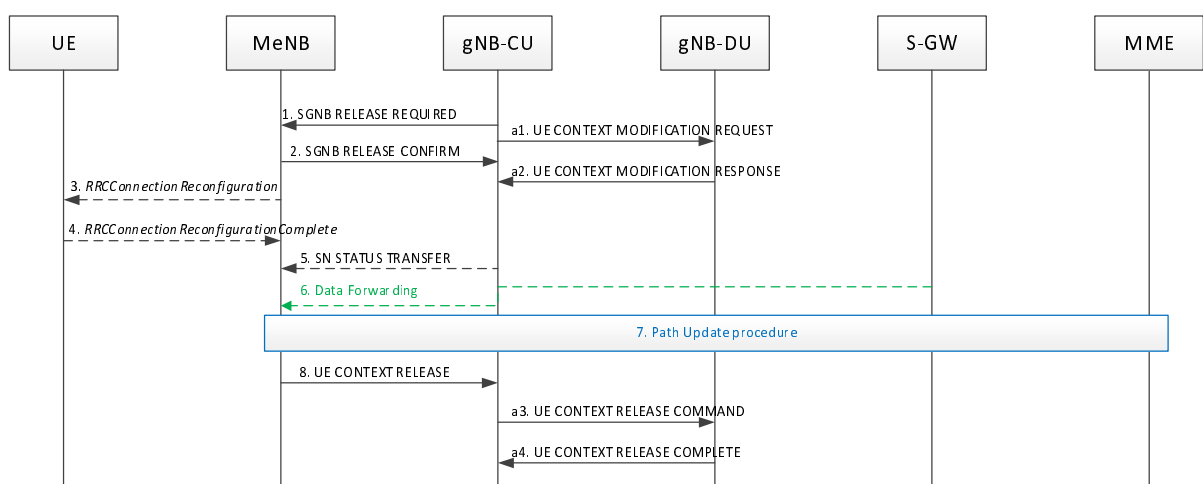 UE
MeNB
gNB-CU
gNB-DU
S-GW
MME
1. SGNB RELEASE REQUIRED
a1. UE CONTEXT MODIFICATION REQUEST
2. SGNB RELEASE CONFIRM
a2. UE CONTEXT MODIFICATION RESPONSE
3. RRCConnectionReconfiguration
4. RRCConnectionReconfigurationComplete
5. SN STATUS TRANSFER
6. Data Forwarding
7. Path Update procedure
8. UE CONTEXT RELEASE
a3. UE CONTEXT RELEASE COMMAND
a4. UE CONTEXT RELEASE COMPLETE